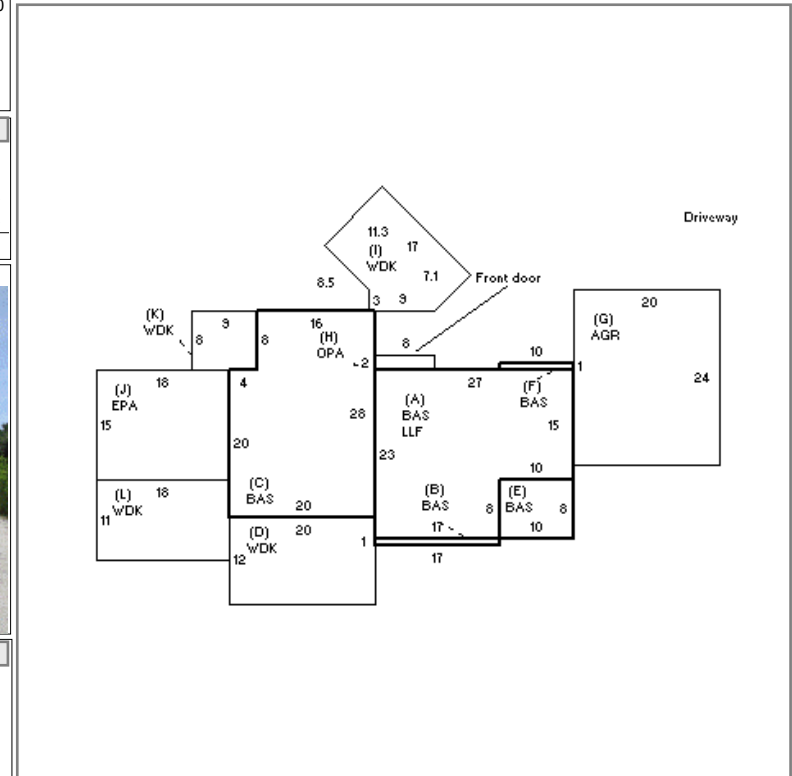 Driveway
11.3
(I)
WDK
17
7.1
8.5
3 9
Front door
(K)
WDK
9
8
8
16
(H)
OPA
2
8
20
(G)
AGR
24
10
1
(J)
EPA
18
15
4
28
27
(F)
BAS
(A)
BAS
LLF
15
20
23
(C)
BAS
20
(B)
BAS
17
10
(E)
BAS
8
8
10
(L)
WDK
18
11
(D)
WDK
20
12
1
17